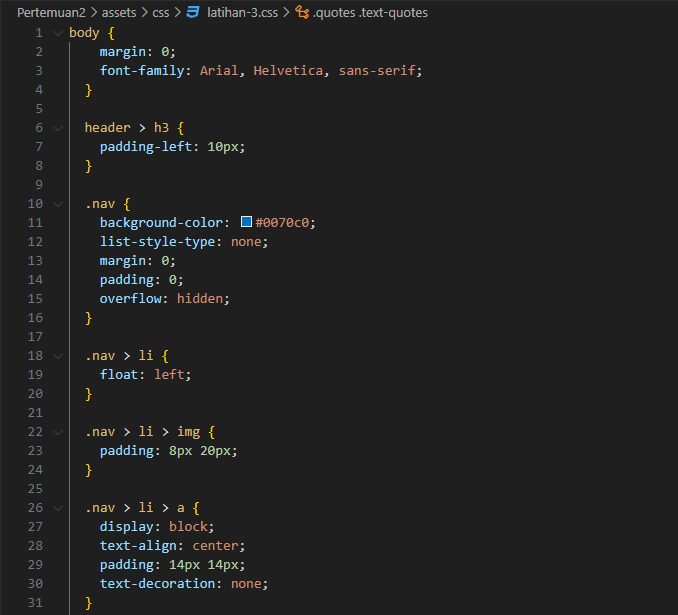 Pertemuan2 > assets > css > latihan-3.css > .quotes .text-quotes
1 body {
2 margin: 0;
3 font-family: Arial, Helvetica, sans-serif;
4 }
5
6 header > h3 {
7 padding-left: 10px;
8 }
9
10 .nav {
11 background-color: #0070c0;
12 list-style-type: none;
13 margin: 0;
14 padding: 0;
15 overflow: hidden;
16 }
17
18 .nav > li {
19 float: left;
20 }
21
22 .nav > li > img {
23 padding: 8px 20px;
24 }
25
26 .nav > li > a {
27 display: block;
28 text-align: center;
29 padding: 14px 14px;
30 text-decoration: none;
31 }